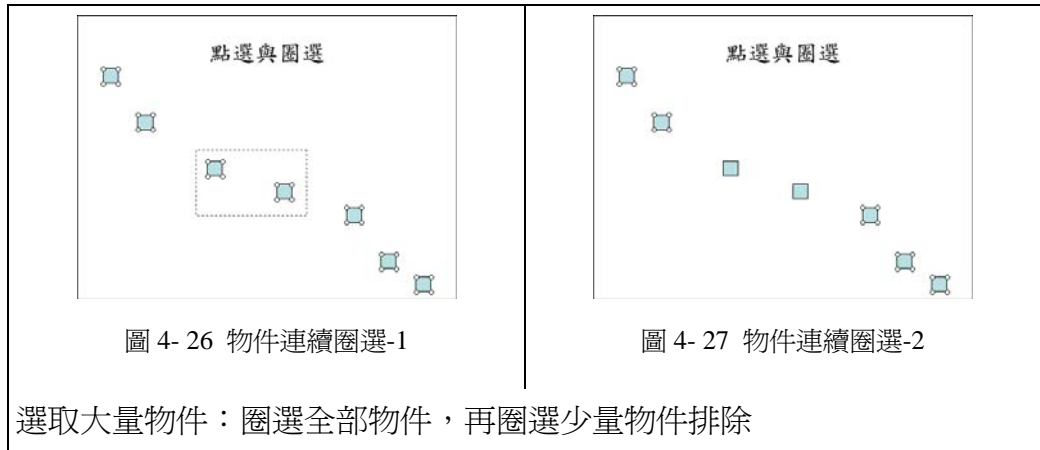 點選與圈選
圖 4- 26 物件連續圈選-1
點選與圈選
圖 4- 27 物件連續圈選-2
選取大量物件：圈選全部物件，再圈選少量物件排除